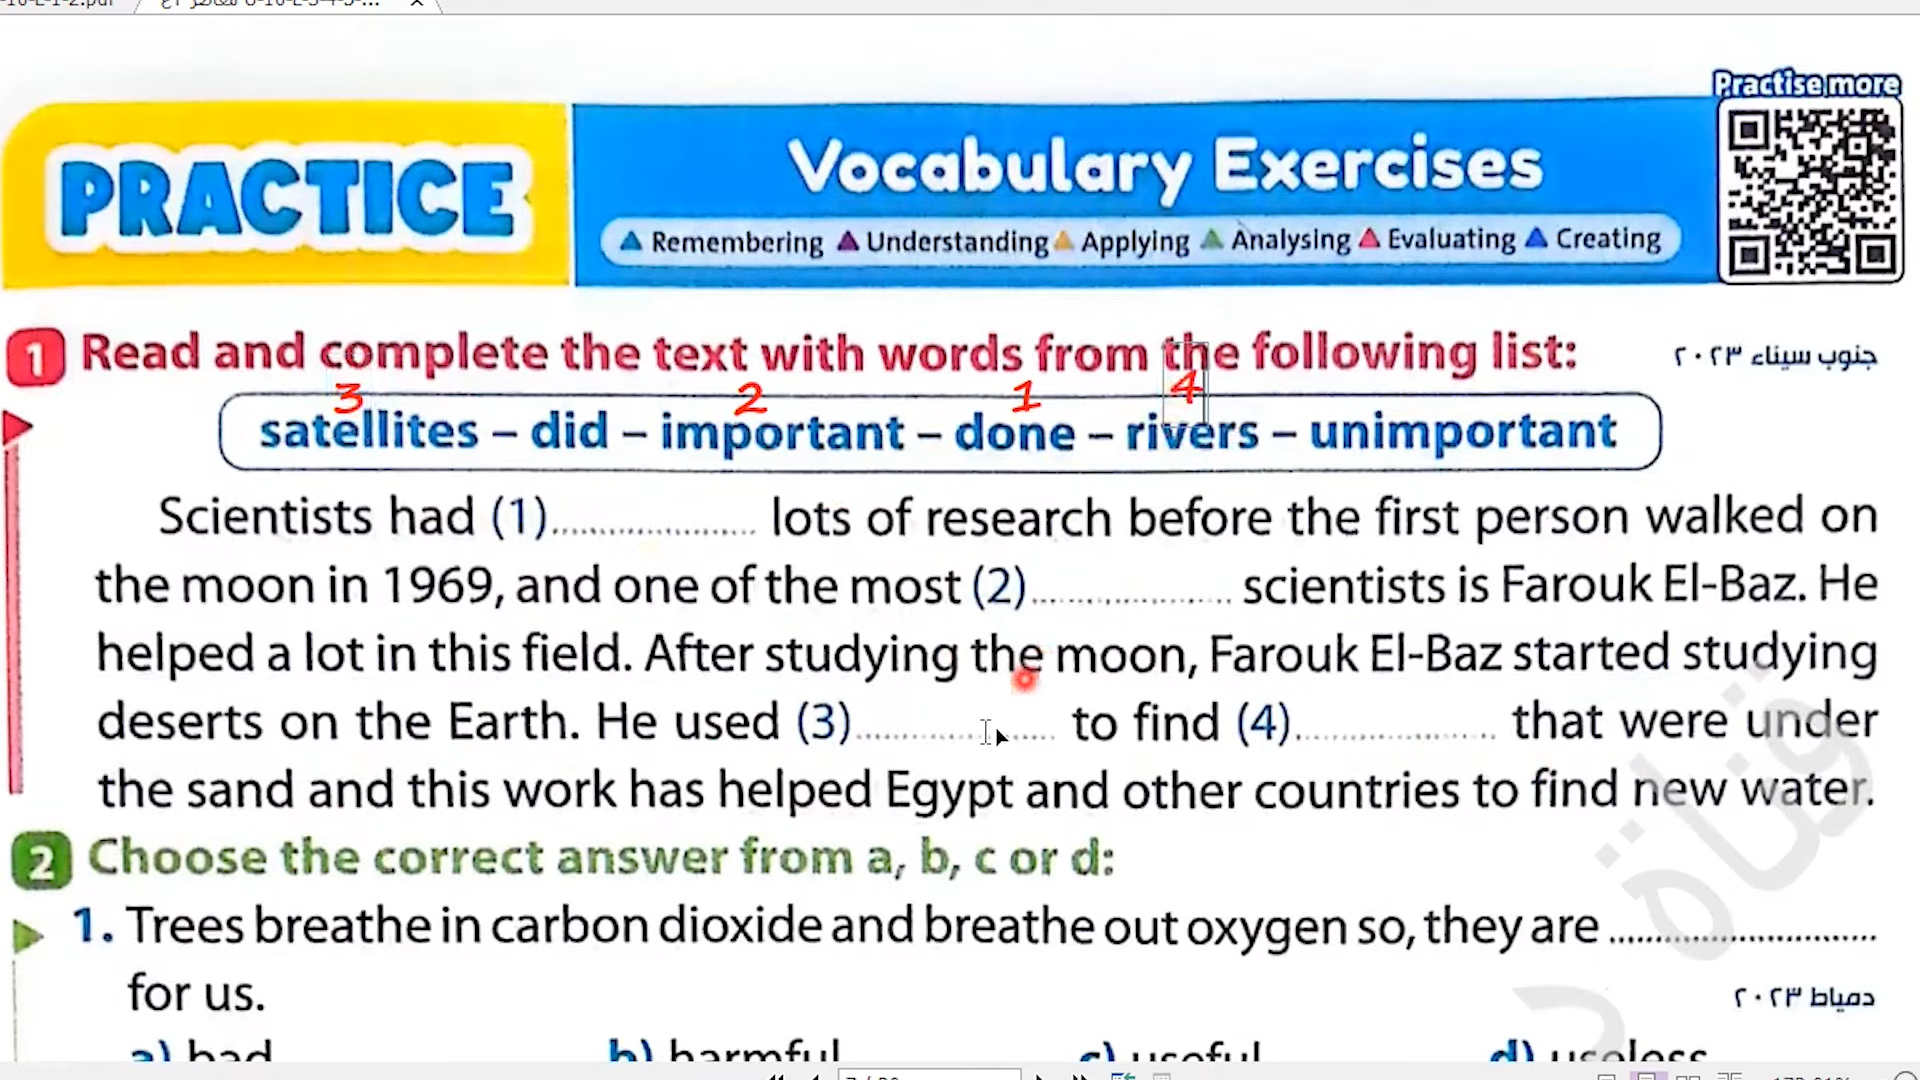 Practise more
PRACTICE
Vocabulary Exercises
Remembering Understanding Applying Analysing Evaluating Creating
1 Read and complete the text with words from the following list: جنوب سيناء ٢٠٢٣
3 2 1 4
satellites – did – important – done – rivers – unimportant
Scientists had (1).................... lots of research before the first person walked on
the moon in 1969, and one of the most (2).................... scientists is Farouk El-Baz. He
helped a lot in this field. After studying the moon, Farouk El-Baz started studying
deserts on the Earth. He used (3).................... to find (4).................... that were under
the sand and this work has helped Egypt and other countries to find new water.
2 Choose the correct answer from a, b, c or d:
1. Trees breathe in carbon dioxide and breathe out oxygen so, they are ..........................
for us. دمياط ٢٠٢٣
a) bad b) harmful c) useful d) useless
قناة